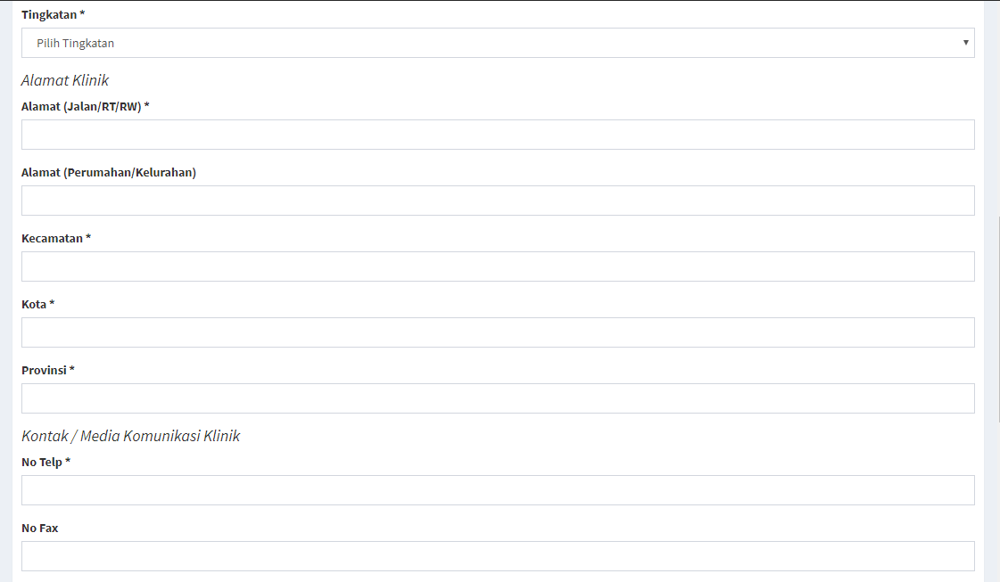 Tingkatan *
Pilih Tingkatan
Alamat Klinik
Alamat (Jalan/RT/RW) *
Alamat (Perumahan/Kelurahan)
Kecamatan *
Kota *
Provinsi *
Kontak / Media Komunikasi Klinik
No Telp *
No Fax